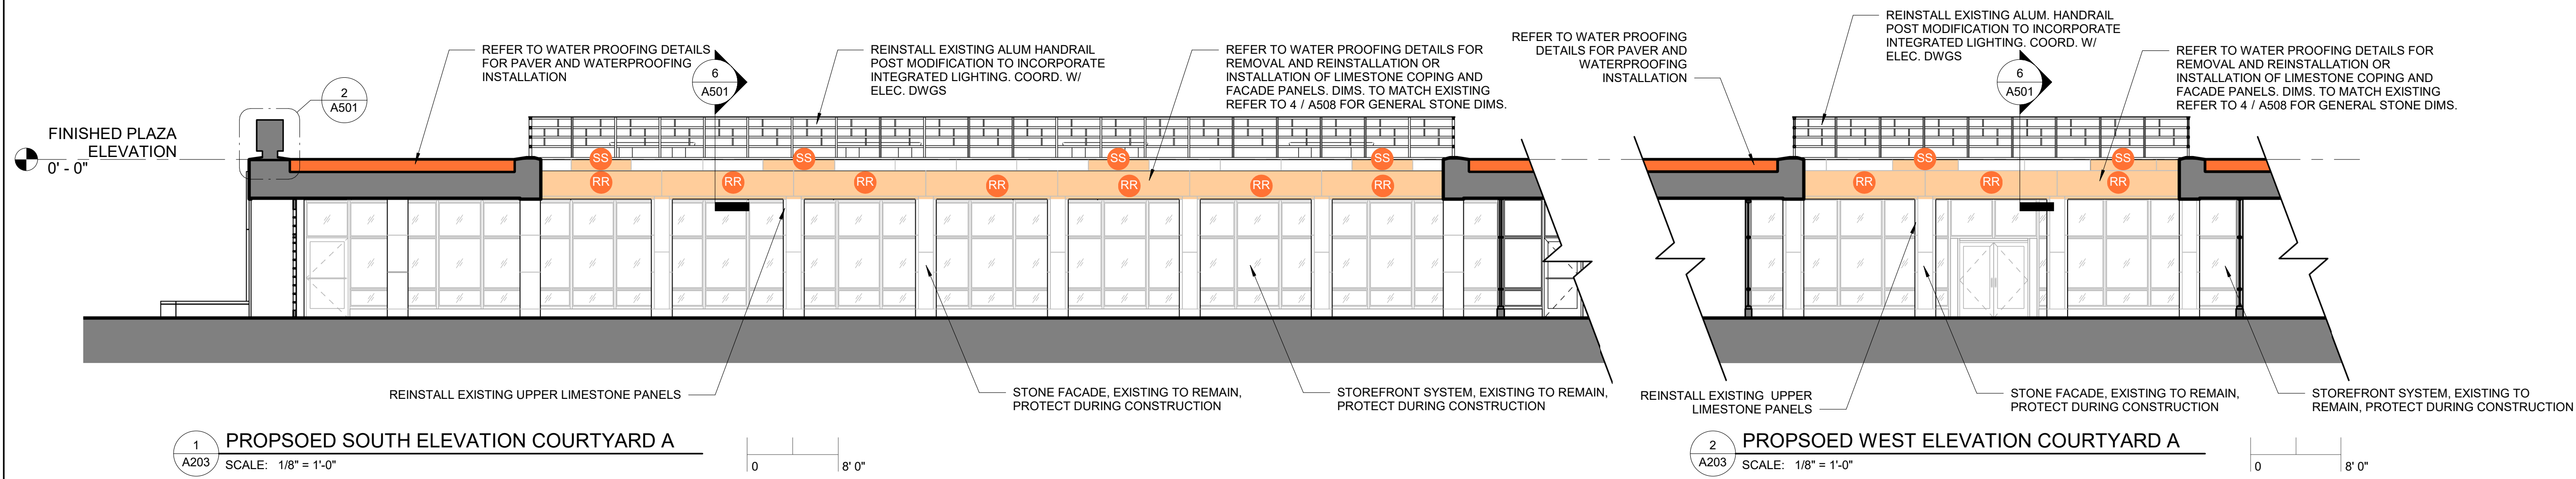 REFER TO WATER PROOFING DETAILS
FOR PAVER AND WATERPROOFING
INSTALLATION
6
A501
REINSTALL EXISTING ALUM HANDRAIL
POST MODIFICATION TO INCORPORATE
INTEGRATED LIGHTING. COORD. W/
ELEC. DWGS
REFER TO WATER PROOFING DETAILS FOR
REMOVAL AND REINSTALLATION OR
INSTALLATION OF LIMESTONE COPING AND
FACADE PANELS. DIMS. TO MATCH EXISTING
REFER TO 4 / A508 FOR GENERAL STONE DIMS.
2
A501
FINISHED PLAZA
ELEVATION
0' - 0"
SS
SS
SS
SS
RR
RR
RR
RR
RR
RR
RR
REINSTALL EXISTING UPPER LIMESTONE PANELS
STONE FACADE, EXISTING TO REMAIN,
PROTECT DURING CONSTRUCTION
STOREFRONT SYSTEM, EXISTING TO REMAIN,
PROTECT DURING CONSTRUCTION
1
A203
PROPSOED SOUTH ELEVATION COURTYARD A
SCALE: 1/8" = 1'-0"
0
8' 0"
REFER TO WATER PROOFING
DETAILS FOR PAVER AND
WATERPROOFING
INSTALLATION
REINSTALL EXISTING ALUM. HANDRAIL
POST MODIFICATION TO INCORPORATE
INTEGRATED LIGHTING. COORD. W/
ELEC. DWGS
6
A501
REFER TO WATER PROOFING DETAILS FOR
REMOVAL AND REINSTALLATION OR
INSTALLATION OF LIMESTONE COPING AND
FACADE PANELS. DIMS. TO MATCH EXISTING
REFER TO 4 / A508 FOR GENERAL STONE DIMS.
SS
SS
RR
RR
RR
REINSTALL EXISTING UPPER
LIMESTONE PANELS
STONE FACADE, EXISTING TO REMAIN,
PROTECT DURING CONSTRUCTION
STOREFRONT SYSTEM, EXISTING TO
REMAIN, PROTECT DURING CONSTRUCTION
2
A203
PROPSOED WEST ELEVATION COURTYARD A
SCALE: 1/8" = 1'-0"
0
8' 0"